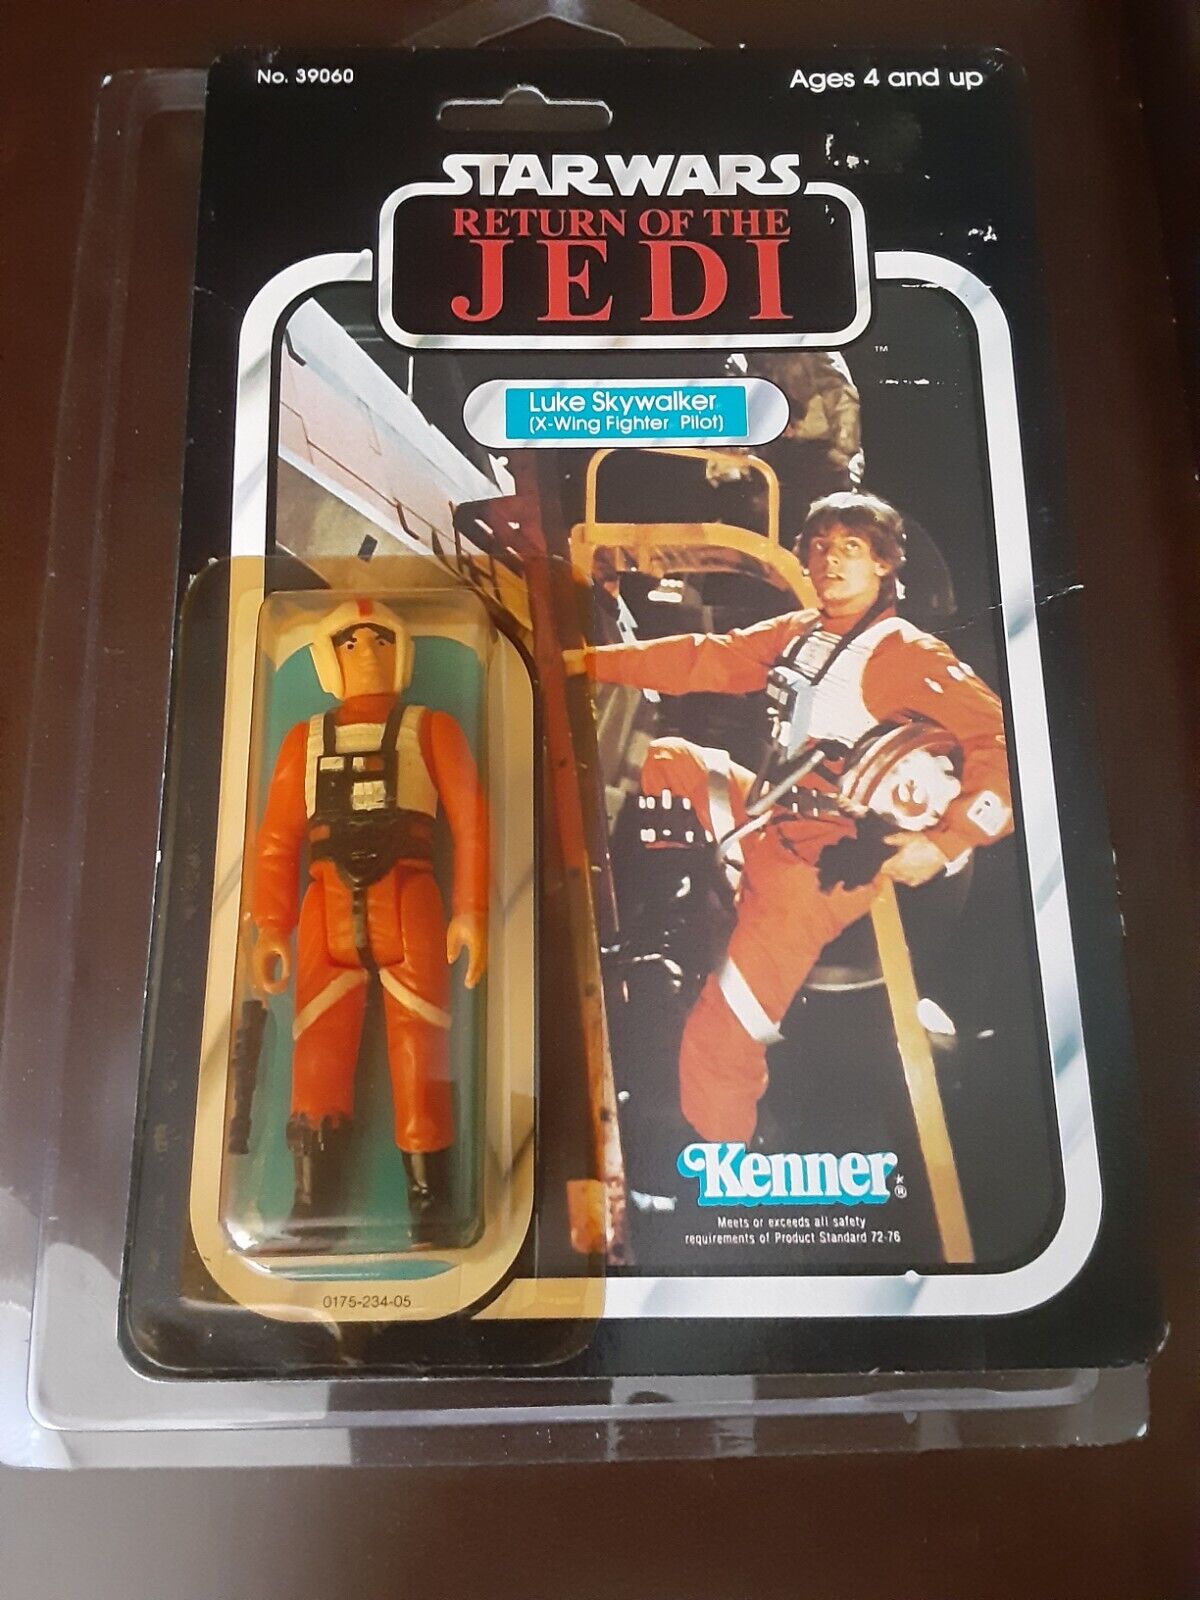 No. 39060
Ages 4 and up
STAR WARS
RETURN OF THE
JEDI
TM
Luke Skywalker
(X-Wing Fighter Pilot)
Kenner®
Meets or exceeds all safety
requirements of Product Standard 72-76
0175-234-05